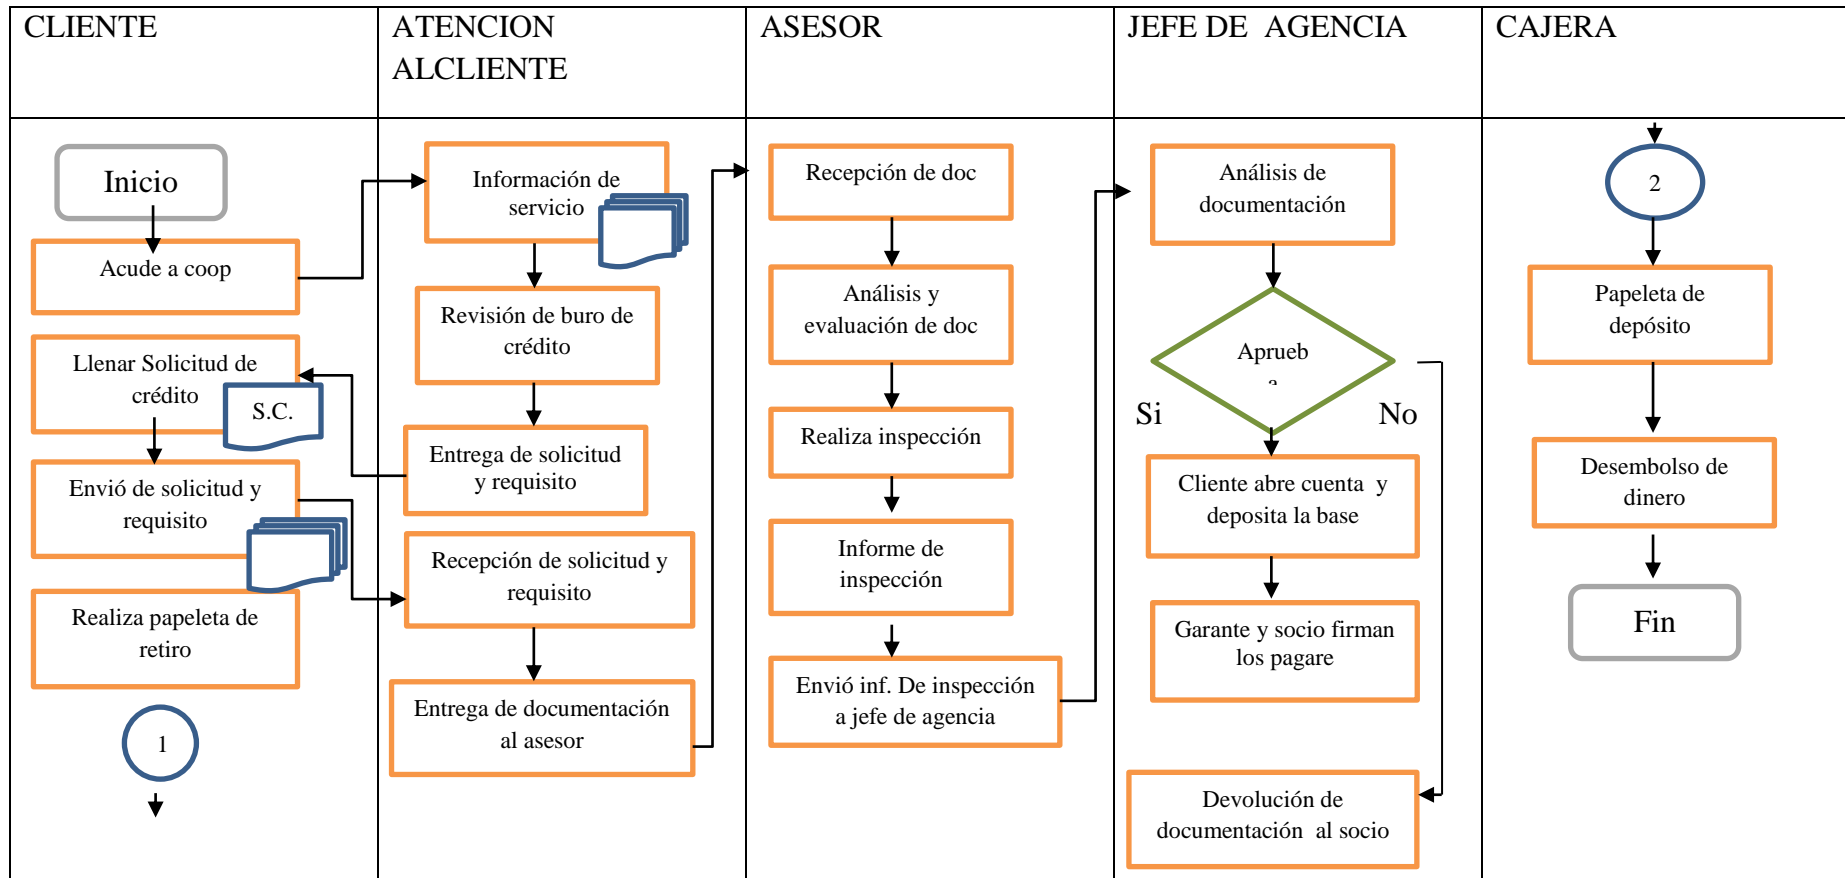 CLIENTE
ATENCION
ALCLIENTE
ASESOR
JEFE DE AGENCIA
CAJERA
Inicio
Acude a coop
Llenar Solicitud de
crédito
S.C.
Envió de solicitud y
requisito
Realiza papeleta de
retiro
1
Información de
servicio
Revisión de buro de
crédito
Entrega de solicitud
y requisito
Recepción de solicitud y
requisito
Entrega de documentación
al asesor
Recepción de doc
Análisis y
evaluación de doc
Realiza inspección
Informe de
inspección
Envió inf. De inspección
a jefe de agencia
Análisis de
documentación
Aprueb
a
Si
No
Cliente abre cuenta y
deposita la base
Garante y socio firman
los pagare
Devolución de
documentación al socio
2
Papeleta de
depósito
Desembolso de
dinero
Fin